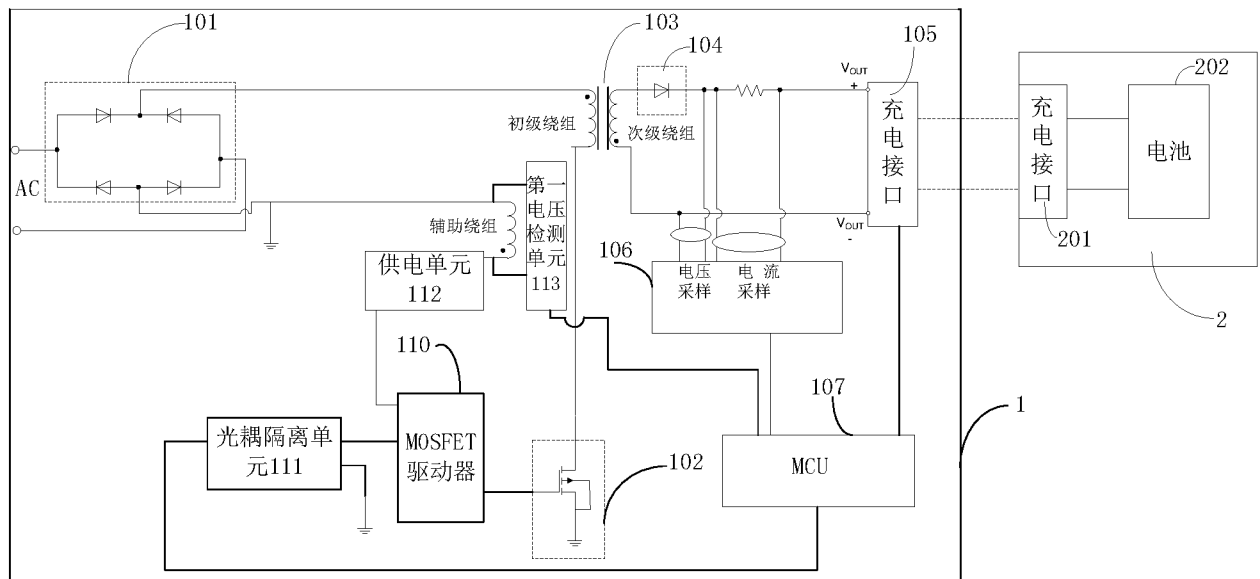 101
103
104
105
V_OUT
+
202
充电接口
充电接口
201
电池
初级绕组
次级绕组
AC
第一
电压
检测
单元
113
辅助绕组
V_OUT
-
供电单元
112
106
电压
采样
电 流
采样
2
110
107
1
光耦隔离单
元111
MOSFET
驱动器
102
MCU